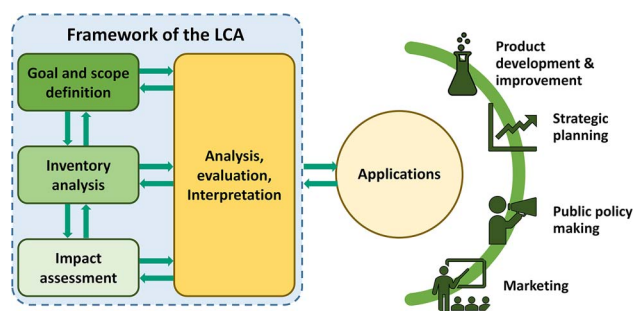 Framework of the LCA
Goal and scope
definition
Inventory
analysis
Impact
assessment
Analysis,
evaluation,
Interpretation
Applications
Product
development &
improvement
Strategic
planning
Public policy
making
Marketing